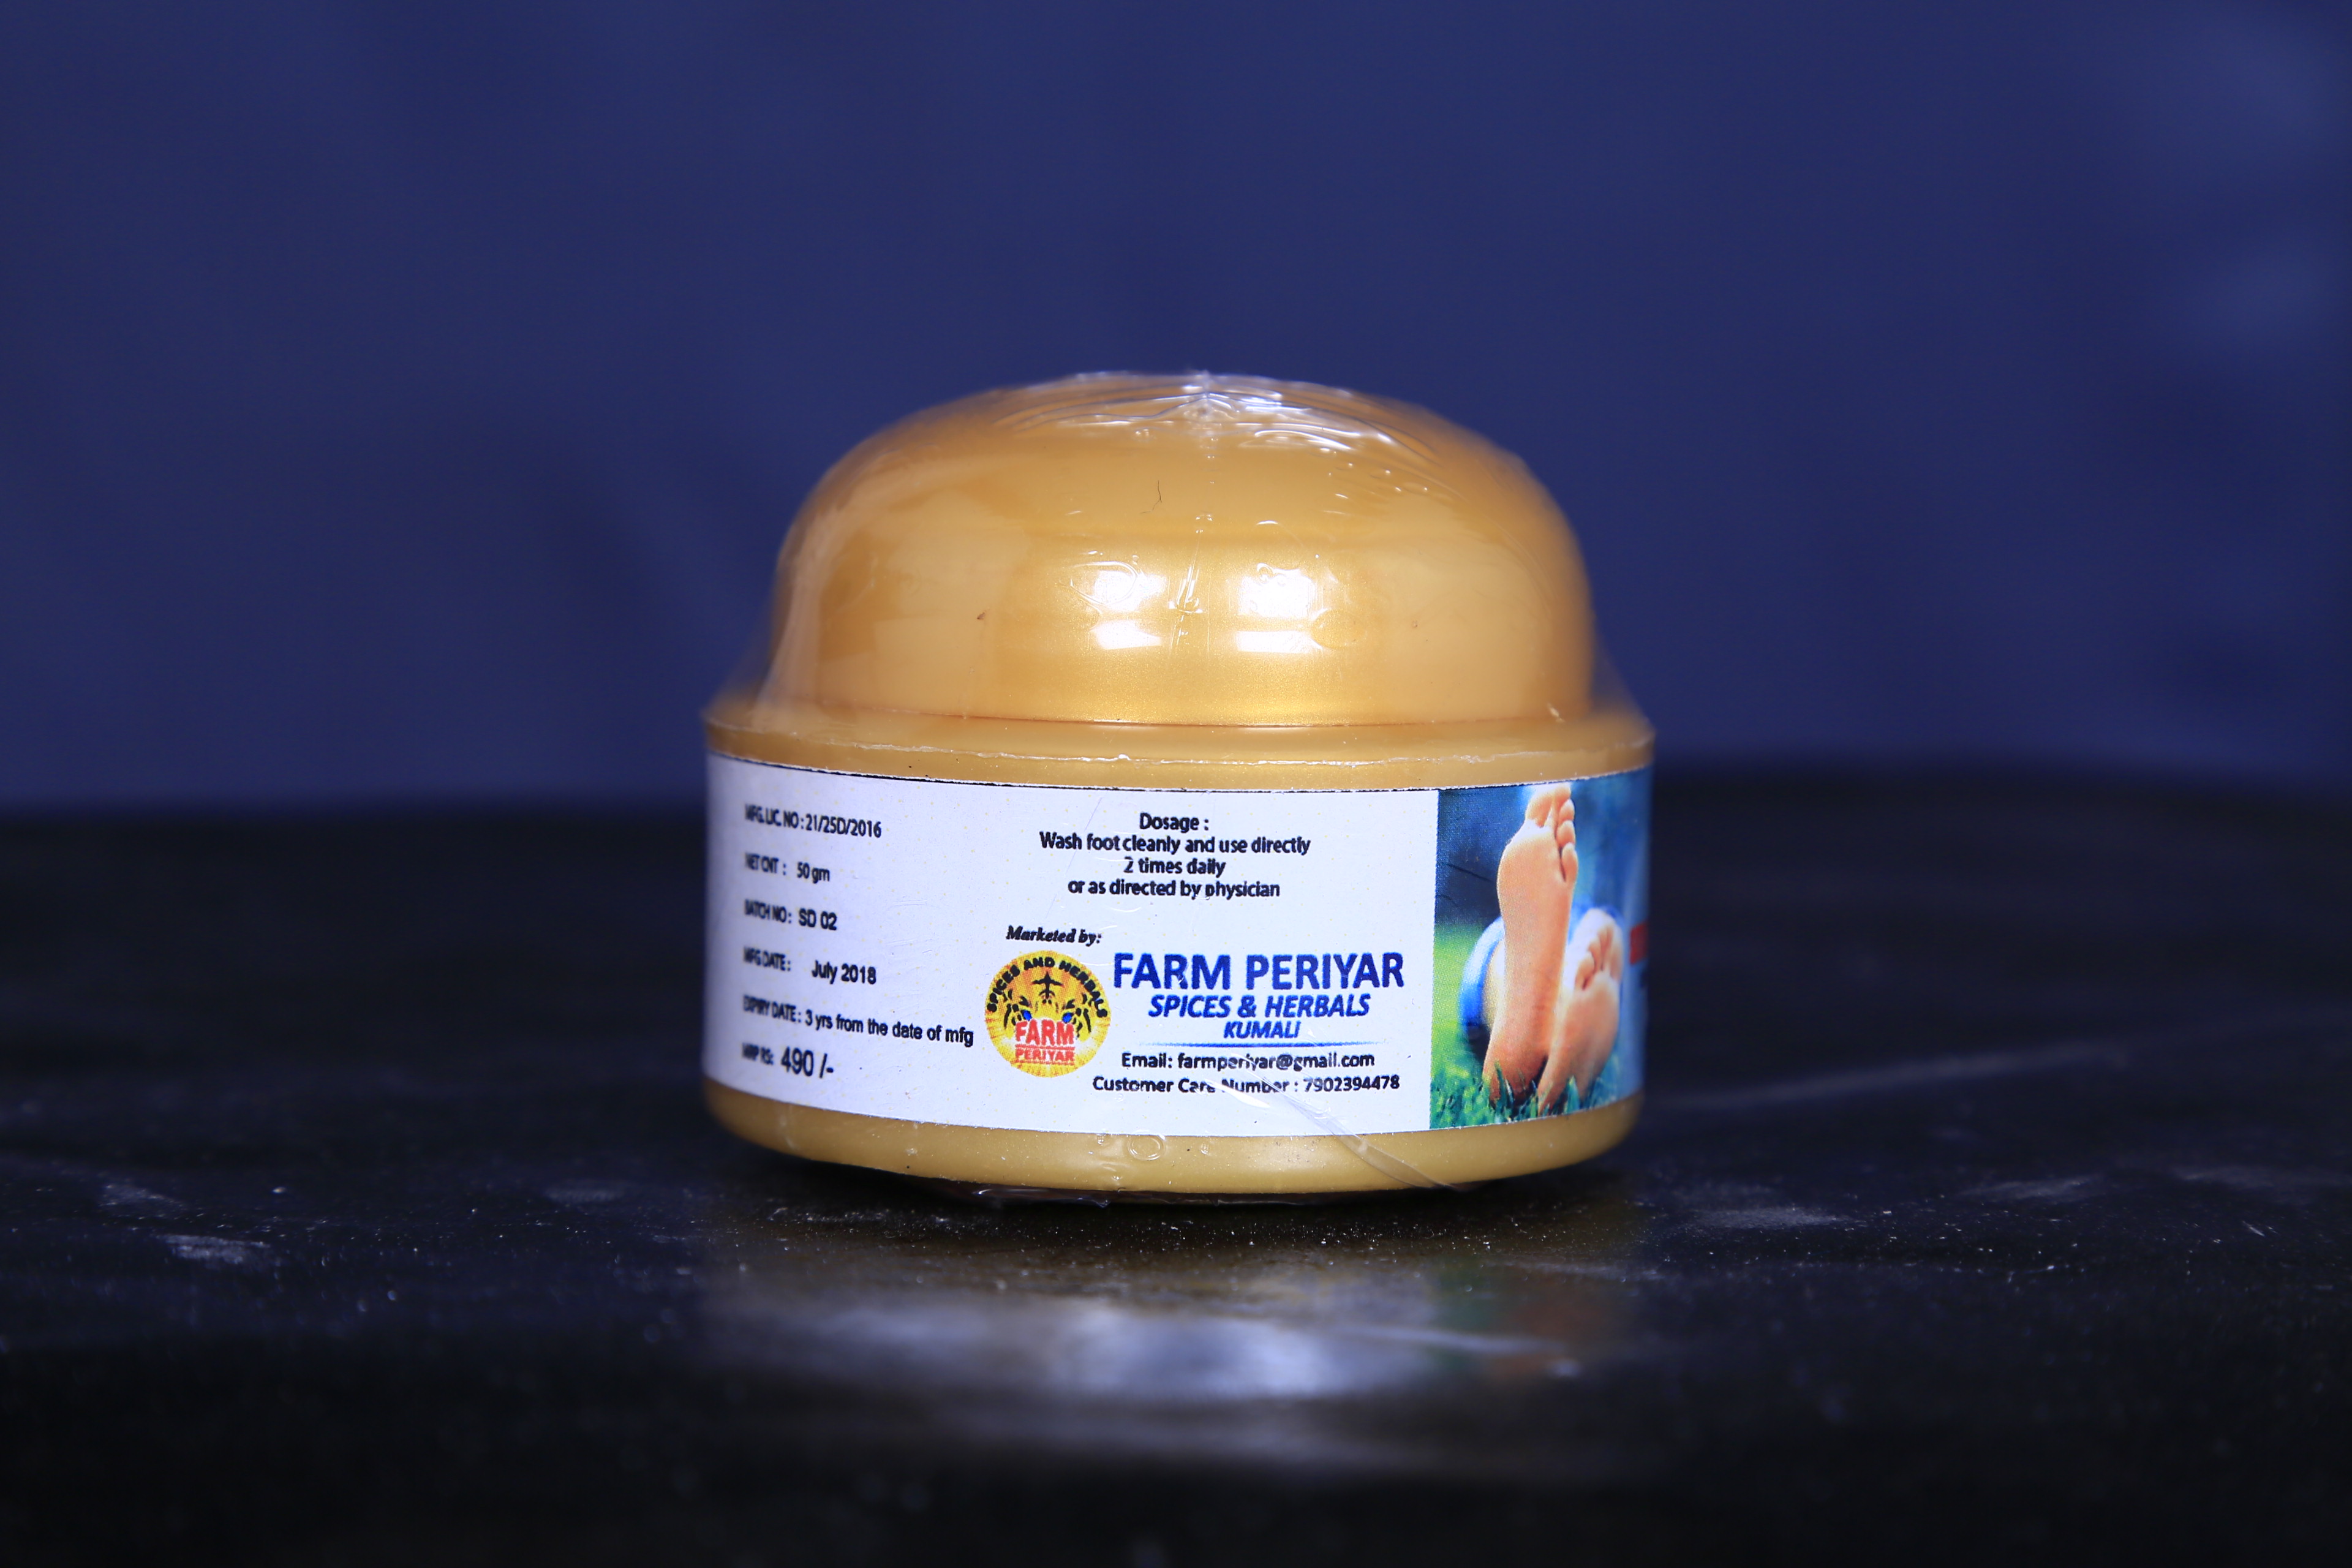 MFG. LIC. NO : 21/25D/2016
NET CNT : 50 gm
BATCH NO : SD 02
MFG DATE : July 2018
EXPIRY DATE : 3 yrs from the date of mfg
MRP RS: 490 /-
Dosage :
Wash foot cleanly and use directly
2 times daily
or as directed by physician
Marketed by:
SPICES AND HERBALS
FARM
PERIYAR
FARM PERIYAR
SPICES & HERBALS
KUMALI
Email: farmperiyar@gmail.com
Customer Care Number : 7902394478